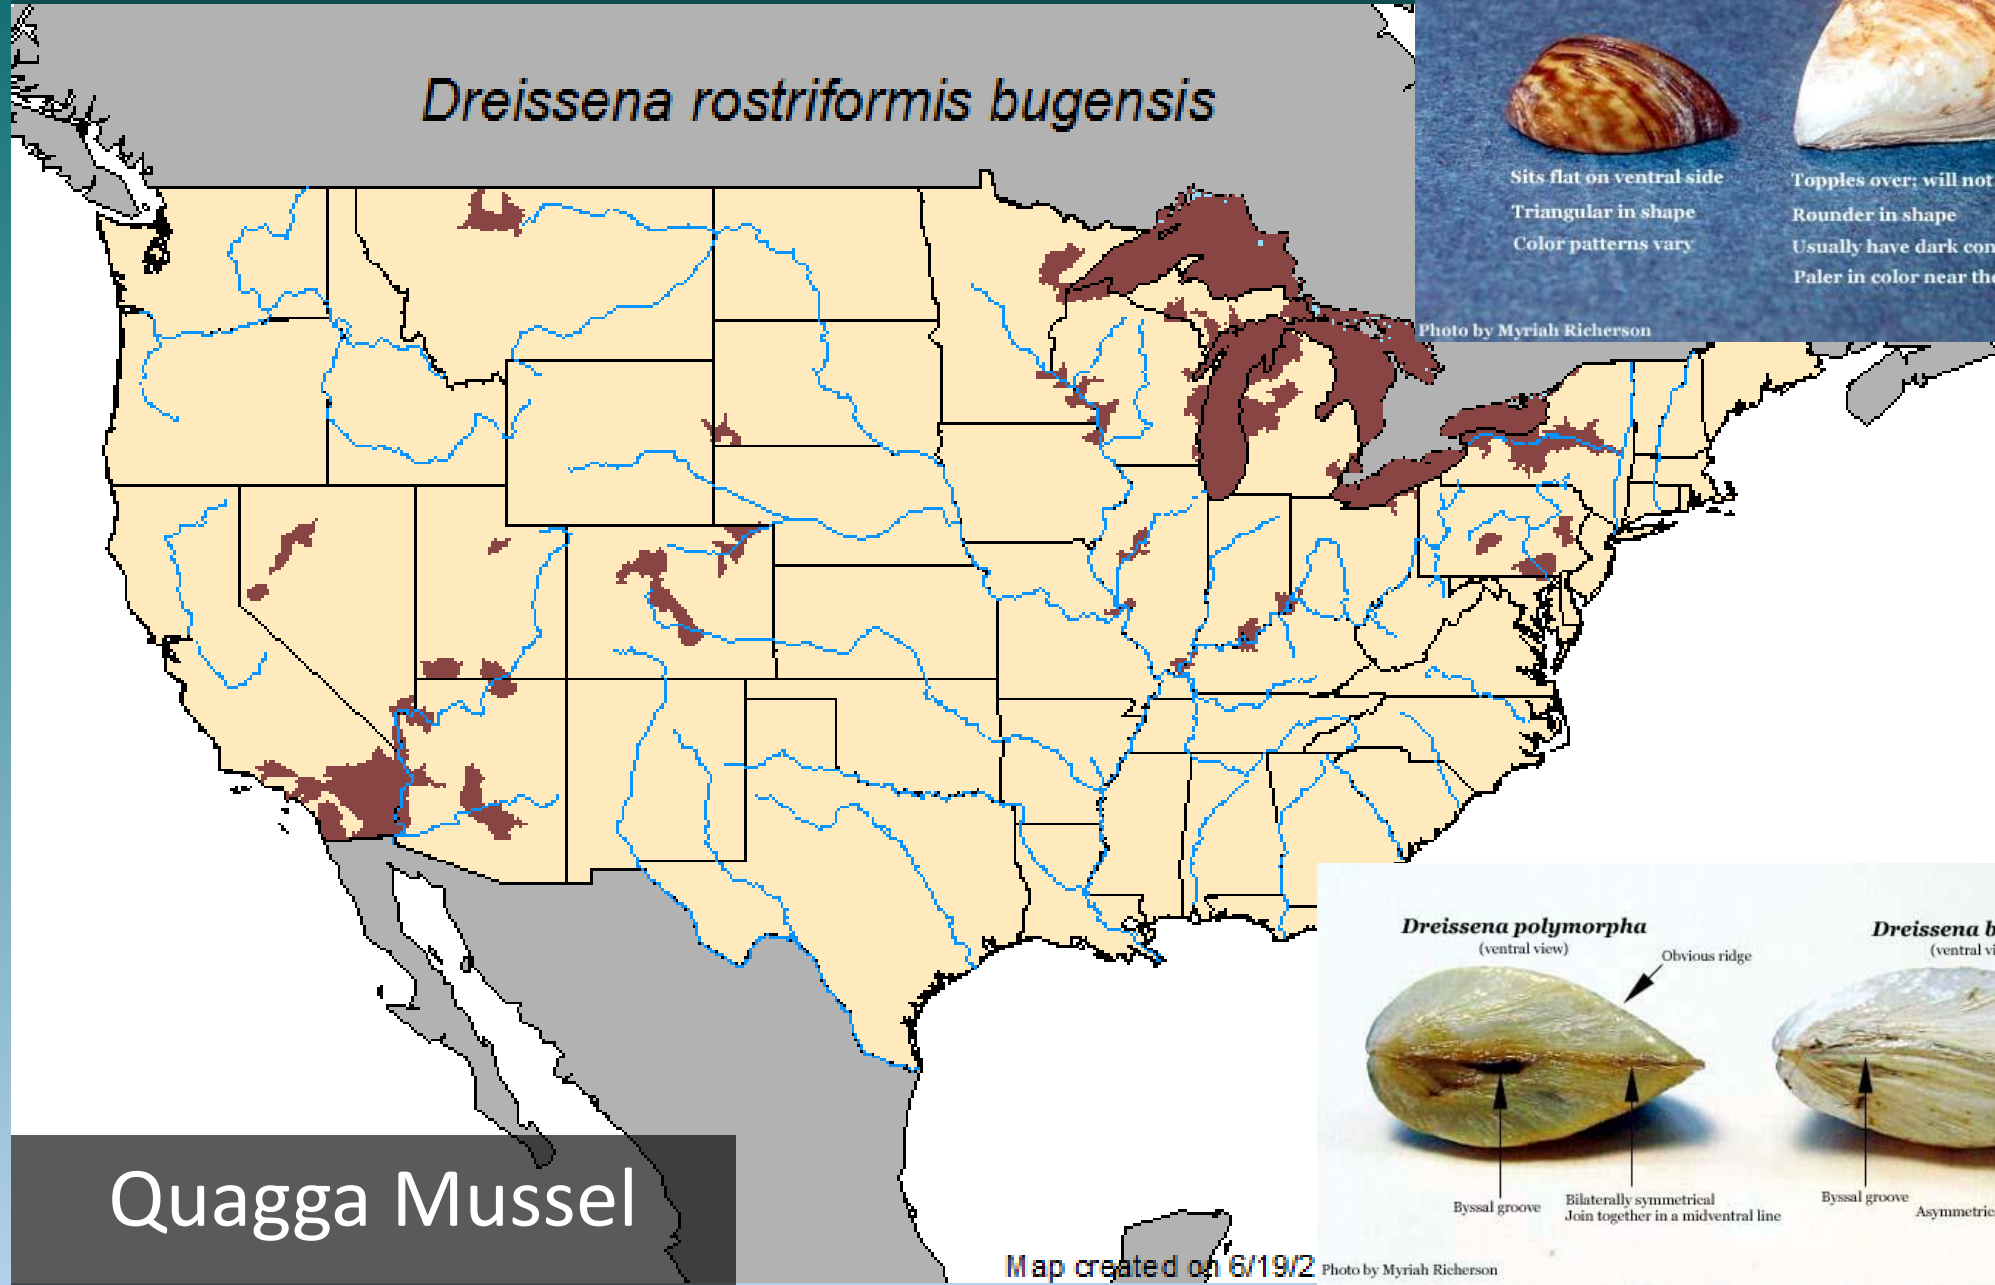 Dreissena rostriformis bugensis
Sits flat on ventral side
Triangular in shape
Color patterns vary
Topples over; will not
Rounder in shape
Usually have dark con
Paler in color near the
Photo by Myriah Richerson
Dreissena polymorpha
(ventral view)
Obvious ridge
Byssal groove
Bilaterally symmetrical
Join together in a midventral line
Dreissena b
(ventral vi
Byssal groove
Asymmetric
Photo by Myriah Richerson
Quagga Mussel
Map created on 6/19/2